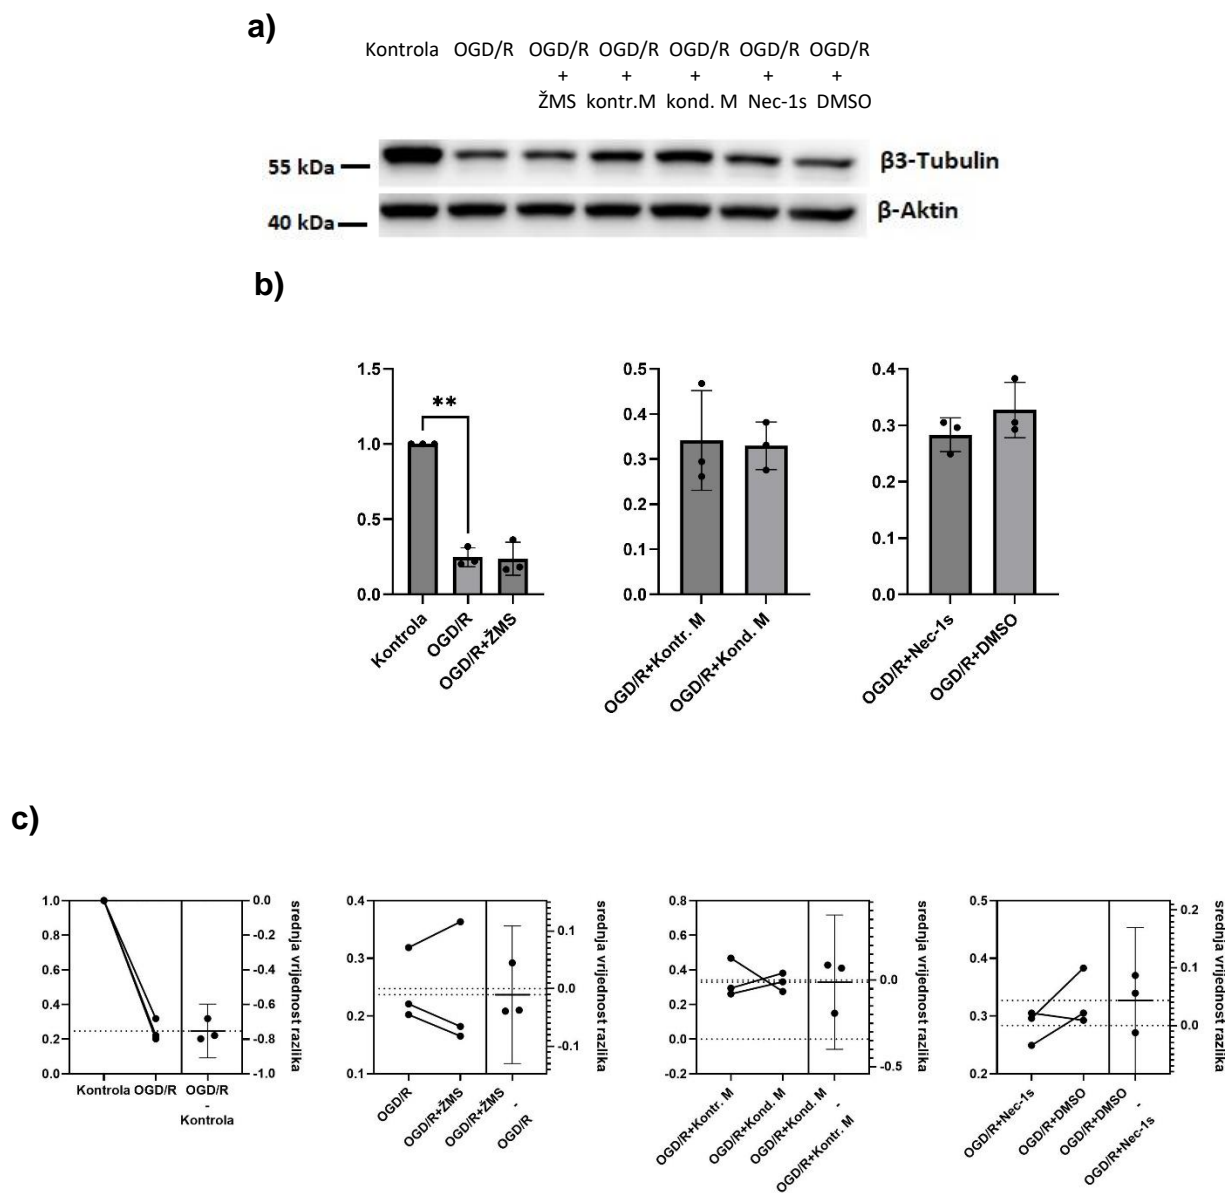 a)
Kontrola OGD/R OGD/R OGD/R OGD/R OGD/R OGD/R
+ + + + +
ŽMS kontr.M kond. M Nec-1s DMSO
55 kDa
β3-Tubulin
40 kDa
β-Aktin
b)
1.5
1.0
0.5
0.0
**
Kontrola
OGD/R
OGD/R+ŽMS
0.5
0.4
0.3
0.2
0.1
0.0
OGD/R+Kontr. M
OGD/R+Kond. M
0.4
0.3
0.2
0.1
0.0
OGD/R+Nec-1s
OGD/R+DMSO
c)
1.0
0.8
0.6
0.4
0.2
0.0
0.0
-0.2
-0.4
-0.6
-0.8
-1.0
srednja vrijednost razlika
Kontrola OGD/R OGD/R
-
Kontrola
0.4
0.3
0.2
0.1
0.1
0.0
-0.1
srednja vrijednost razlika
OGD/R
OGD/R+ŽMS
OGD/R+ŽMS
-
OGD/R
0.8
0.6
0.4
0.2
0.0
-0.2
0.0
-0.5
srednja vrijednost razlika
OGD/R+Kontr. M
OGD/R+Kond. M
OGD/R+Kond. M
-
OGD/R+Kontr. M
0.5
0.4
0.3
0.2
0.2
0.1
0.0
srednja vrijednost razlika
OGD/R+Nec-1s
OGD/R+DMSO
OGD/R+DMSO
-
OGD/R+Nec-1s